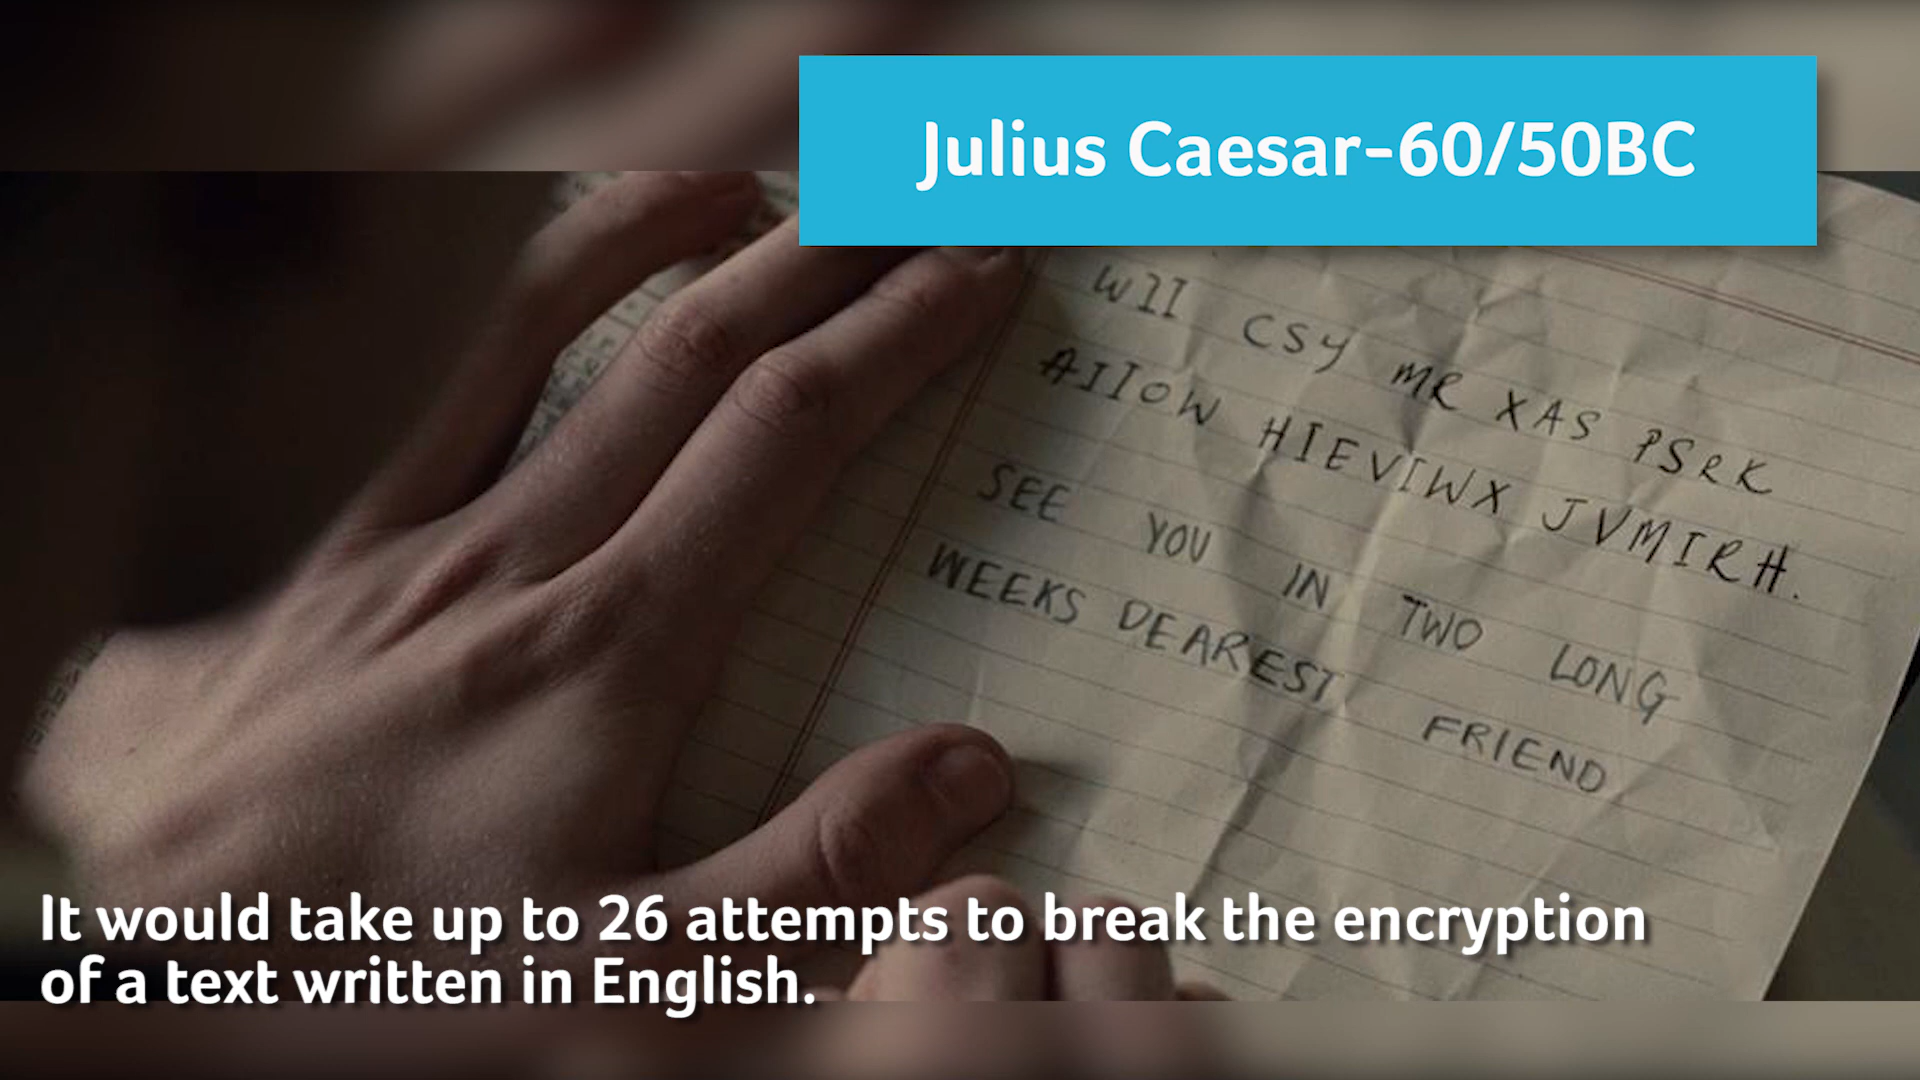 Julius Caesar-60/50BC
WII CSY MR XAS PSRK
AIIOW HIEVIWX JVMIRH.
SEE YOU IN TWO LONG
WEEKS DEAREST FRIEND
It would take up to 26 attempts to break the encryption
of a text written in English.